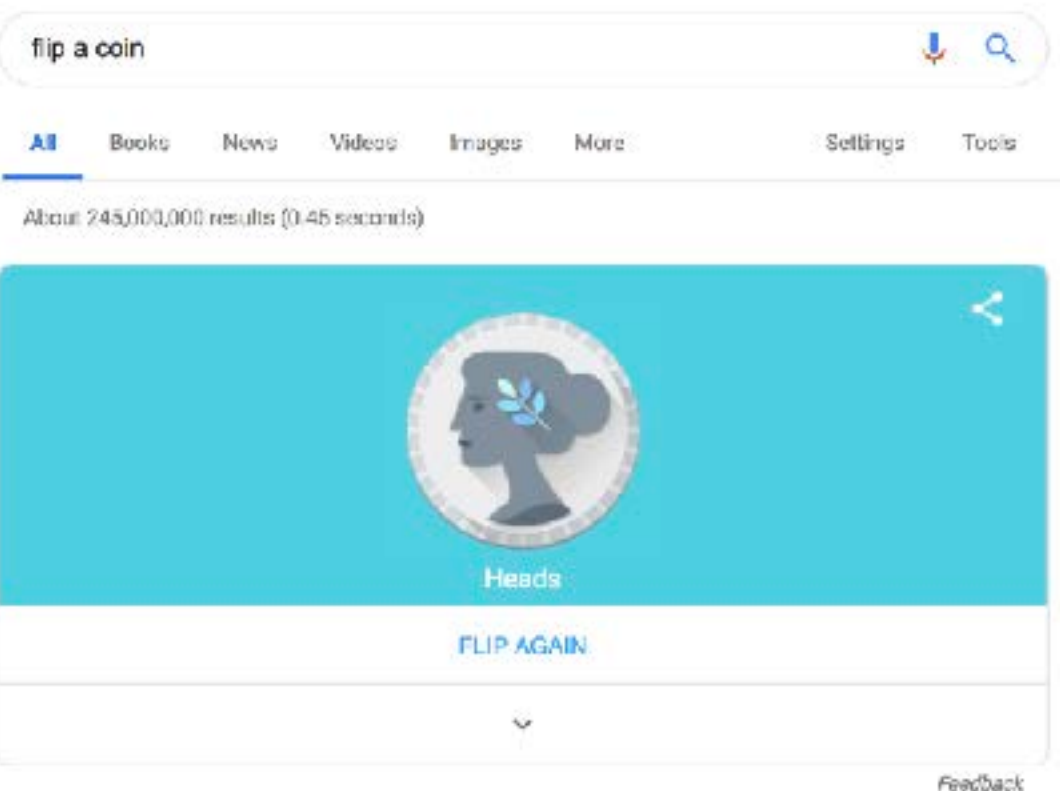 flip a coin
All Books News Videos Images More Settings Tools
About 245,000,000 results (0.45 seconds)
Heads
FLIP AGAIN
Feedback